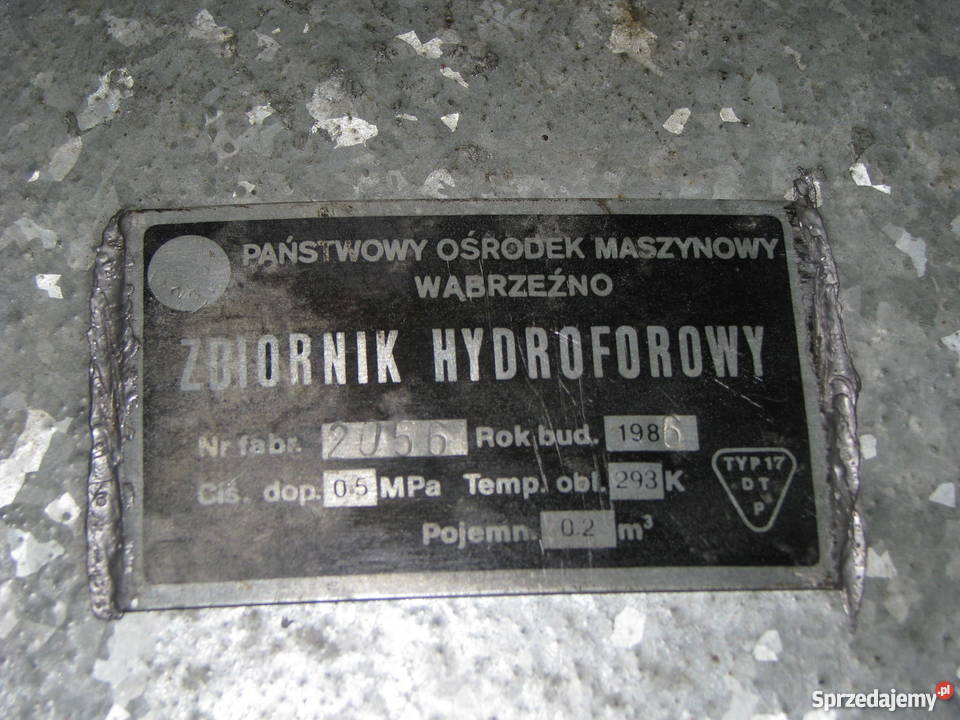 PAŃSTWOWY OŚRODEK MASZYNOWY
WĄBRZEŹNO
ZBIORNIK HYDROFOROWY
Nr fabr. 2056 Rok bud. 1986
Ciś. dop. 0.5 MPa Temp. obl. 293 K
Pojemn. 0.2 m³
TYP 17
DT
P
Sprzedajemy.pl